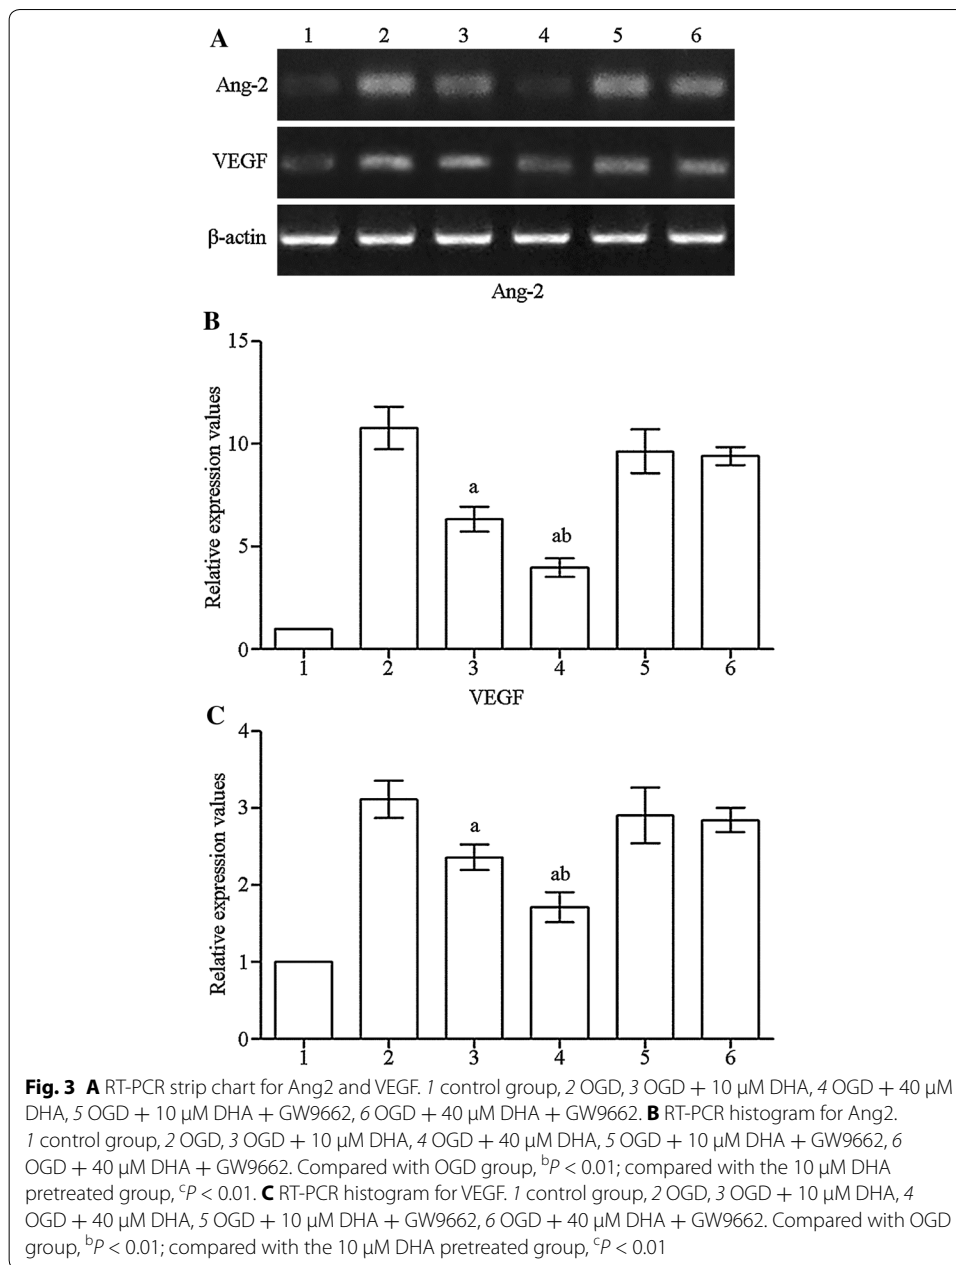 A 1 2 3 4 5 6
Ang-2
VEGF
β-actin
Ang-2
B
15
10
5
0
Relative expression values
a
ab
1 2 3 4 5 6
VEGF
C
4
3
2
1
0
Relative expression values
a
ab
1 2 3 4 5 6
Fig. 3 A RT-PCR strip chart for Ang2 and VEGF. 1 control group, 2 OGD, 3 OGD + 10 μM DHA, 4 OGD + 40 μM
DHA, 5 OGD + 10 μM DHA + GW9662, 6 OGD + 40 μM DHA + GW9662. B RT-PCR histogram for Ang2.
1 control group, 2 OGD, 3 OGD + 10 μM DHA, 4 OGD + 40 μM DHA, 5 OGD + 10 μM DHA + GW9662, 6
OGD + 40 μM DHA + GW9662. Compared with OGD group, ᵇP < 0.01; compared with the 10 μM DHA
pretreated group, ᶜP < 0.01. C RT-PCR histogram for VEGF. 1 control group, 2 OGD, 3 OGD + 10 μM DHA, 4
OGD + 40 μM DHA, 5 OGD + 10 μM DHA + GW9662, 6 OGD + 40 μM DHA + GW9662. Compared with OGD
group, ᵇP < 0.01; compared with the 10 μM DHA pretreated group, ᶜP < 0.01